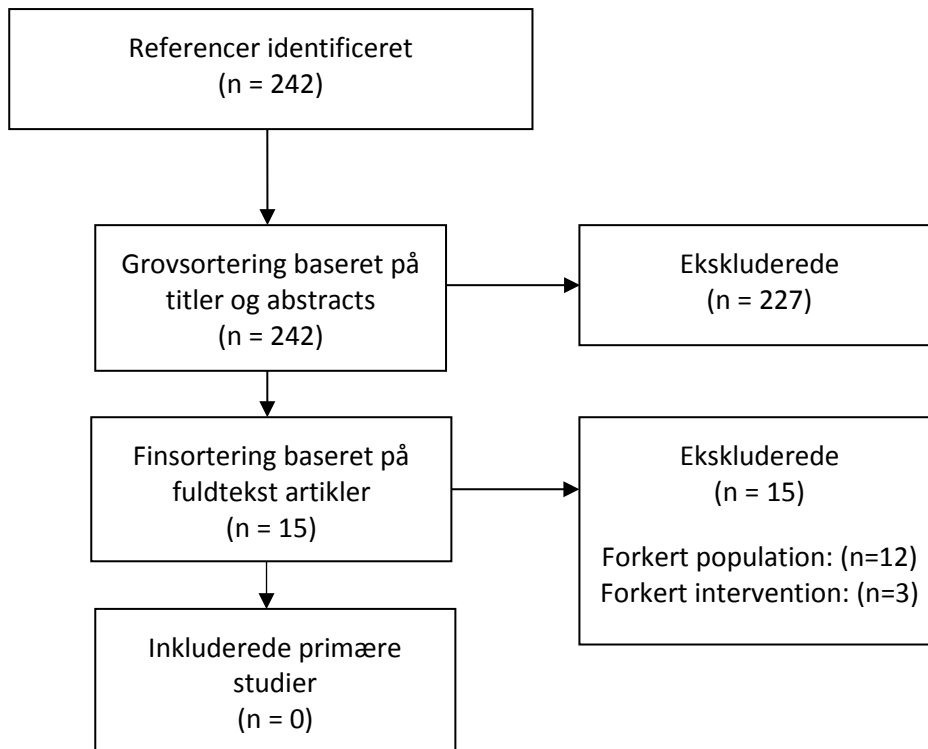 Referencer identificeret
(n = 242)
Grovsortering baseret på
titler og abstracts
(n = 242)
Ekskluderede
(n = 227)
Finsortering baseret på
fuldtekst artikler
(n = 15)
Ekskluderede
(n = 15)
Forkert population: (n=12)
Forkert intervention: (n=3)
Inkluderede primære
studier
(n = 0)